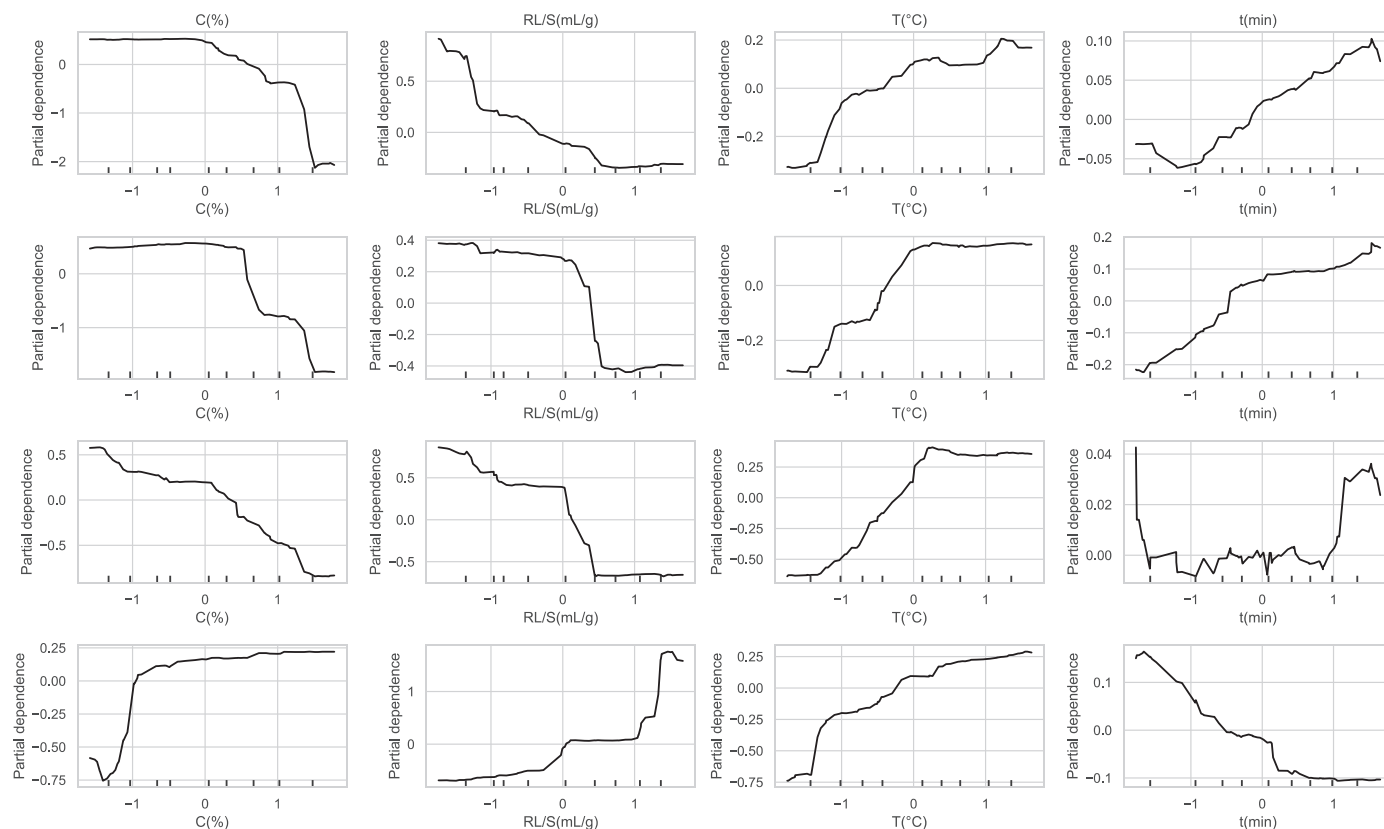 C(%) RL/S(mL/g) T(°C) t(min)
0 0.5 0.2 0.10
−1 0.0 0.0 0.05
−2 −0.2 0.00
−0.05
Partial dependence Partial dependence Partial dependence Partial dependence
−1 0 1 −1 0 1 −1 0 1 −1 0 1
C(%) RL/S(mL/g) T(°C) t(min)
0 0.4 0.0 0.2
−1 0.2 −0.2 0.1
0.0 0.0
−0.2 −0.1
−0.4 −0.2
Partial dependence Partial dependence Partial dependence Partial dependence
−1 0 1 −1 0 1 −1 0 1 −1 0 1
C(%) RL/S(mL/g) T(°C) t(min)
0.5 0.5 0.25 0.04
0.0 0.0 0.00 0.02
−0.5 −0.5 −0.25 0.00
−0.50
Partial dependence Partial dependence Partial dependence Partial dependence
−1 0 1 −1 0 1 −1 0 1 −1 0 1
C(%) RL/S(mL/g) T(°C) t(min)
0.25 1 0.25 0.1
0.00 0 0.00 0.0
−0.25 −0.25 −0.1
−0.50 −0.50
−0.75 −0.75
Partial dependence Partial dependence Partial dependence Partial dependence
−1 0 1 −1 0 1 −1 0 1 −1 0 1
C(%) RL/S(mL/g) T(°C) t(min)